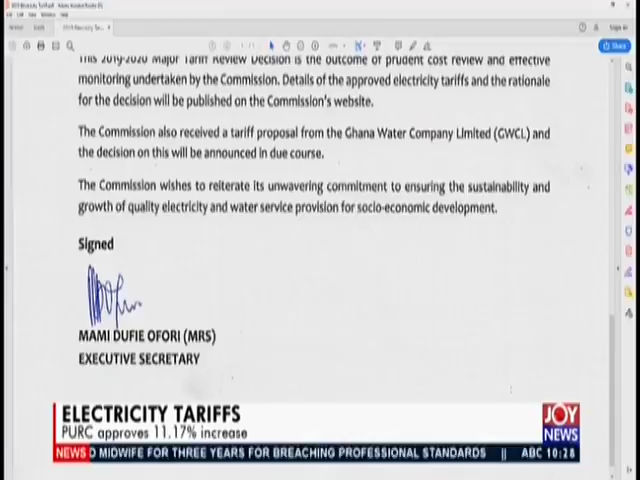 Share
This 2019-2020 Major Tariff Review Decision is the outcome of prudent cost review and effective
monitoring undertaken by the Commission. Details of the approved electricity tariffs and the rationale
for the decision will be published on the Commission's website.
The Commission also received a tariff proposal from the Ghana Water Company Limited (GWCL) and
the decision on this will be announced in due course.
The Commission wishes to reiterate its unwavering commitment to ensuring the sustainability and
growth of quality electricity and water service provision for socio-economic development.
Signed
MAMI DUFIE OFORI (MRS)
EXECUTIVE SECRETARY
ELECTRICITY TARIFFS
PURC approves 11.17% increase
JOY
NEWS
NEWS D MIDWIFE FOR THREE YEARS FOR BREACHING PROFESSIONAL STANDARDS || ABC 10:28